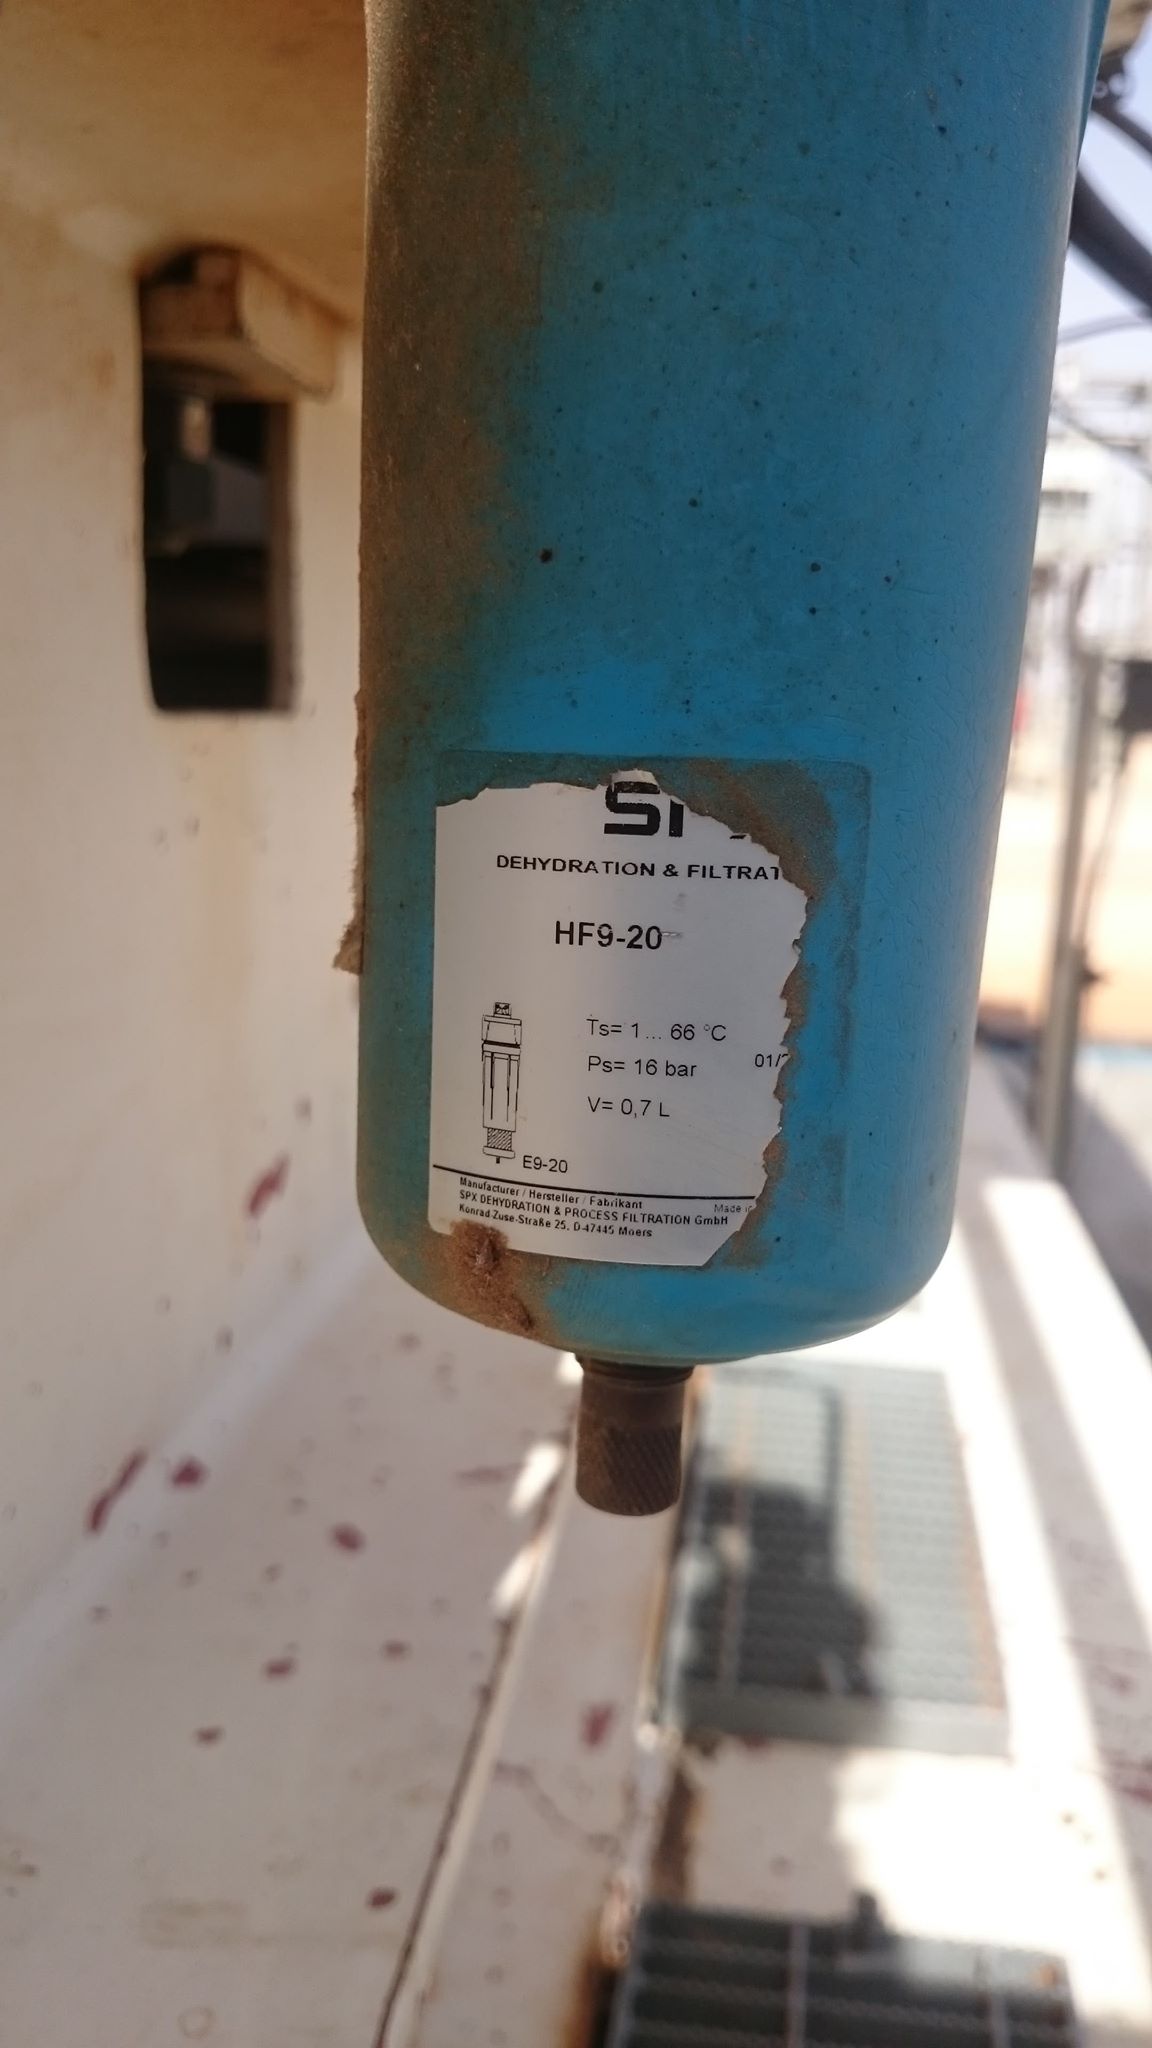 DEHYDRATION & FILTRAT
HF9-20
Ts= 1 ... 66 °C
Ps= 16 bar
01/
V= 0,7 L
E9-20
Manufacturer / Hersteller / Fabrikant
Made
SPX DEHYDRATION & PROCESS FILTRATION GmbH
Konrad-Zuse-Straße 25, D-47445 Moers